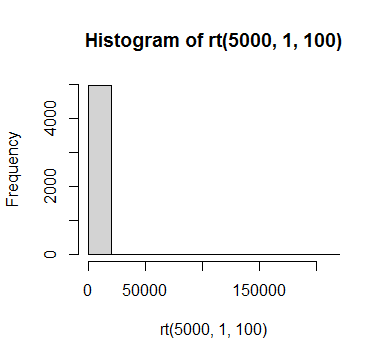 Histogram of rt(5000, 1, 100)
Frequency
4000
2000
0
0 50000 150000
rt(5000, 1, 100)